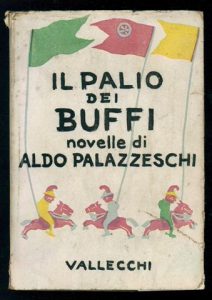 IL PALIO
DEI
BUFFI
novelle di
ALDO PALAZZESCHI
VALLECCHI